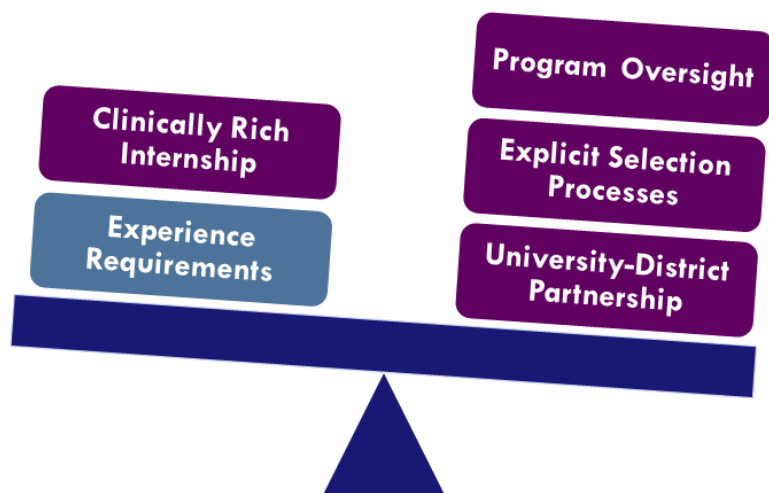 Clinically Rich
Internship
Experience
Requirements
Program Oversight
Explicit Selection
Processes
University-District
Partnership